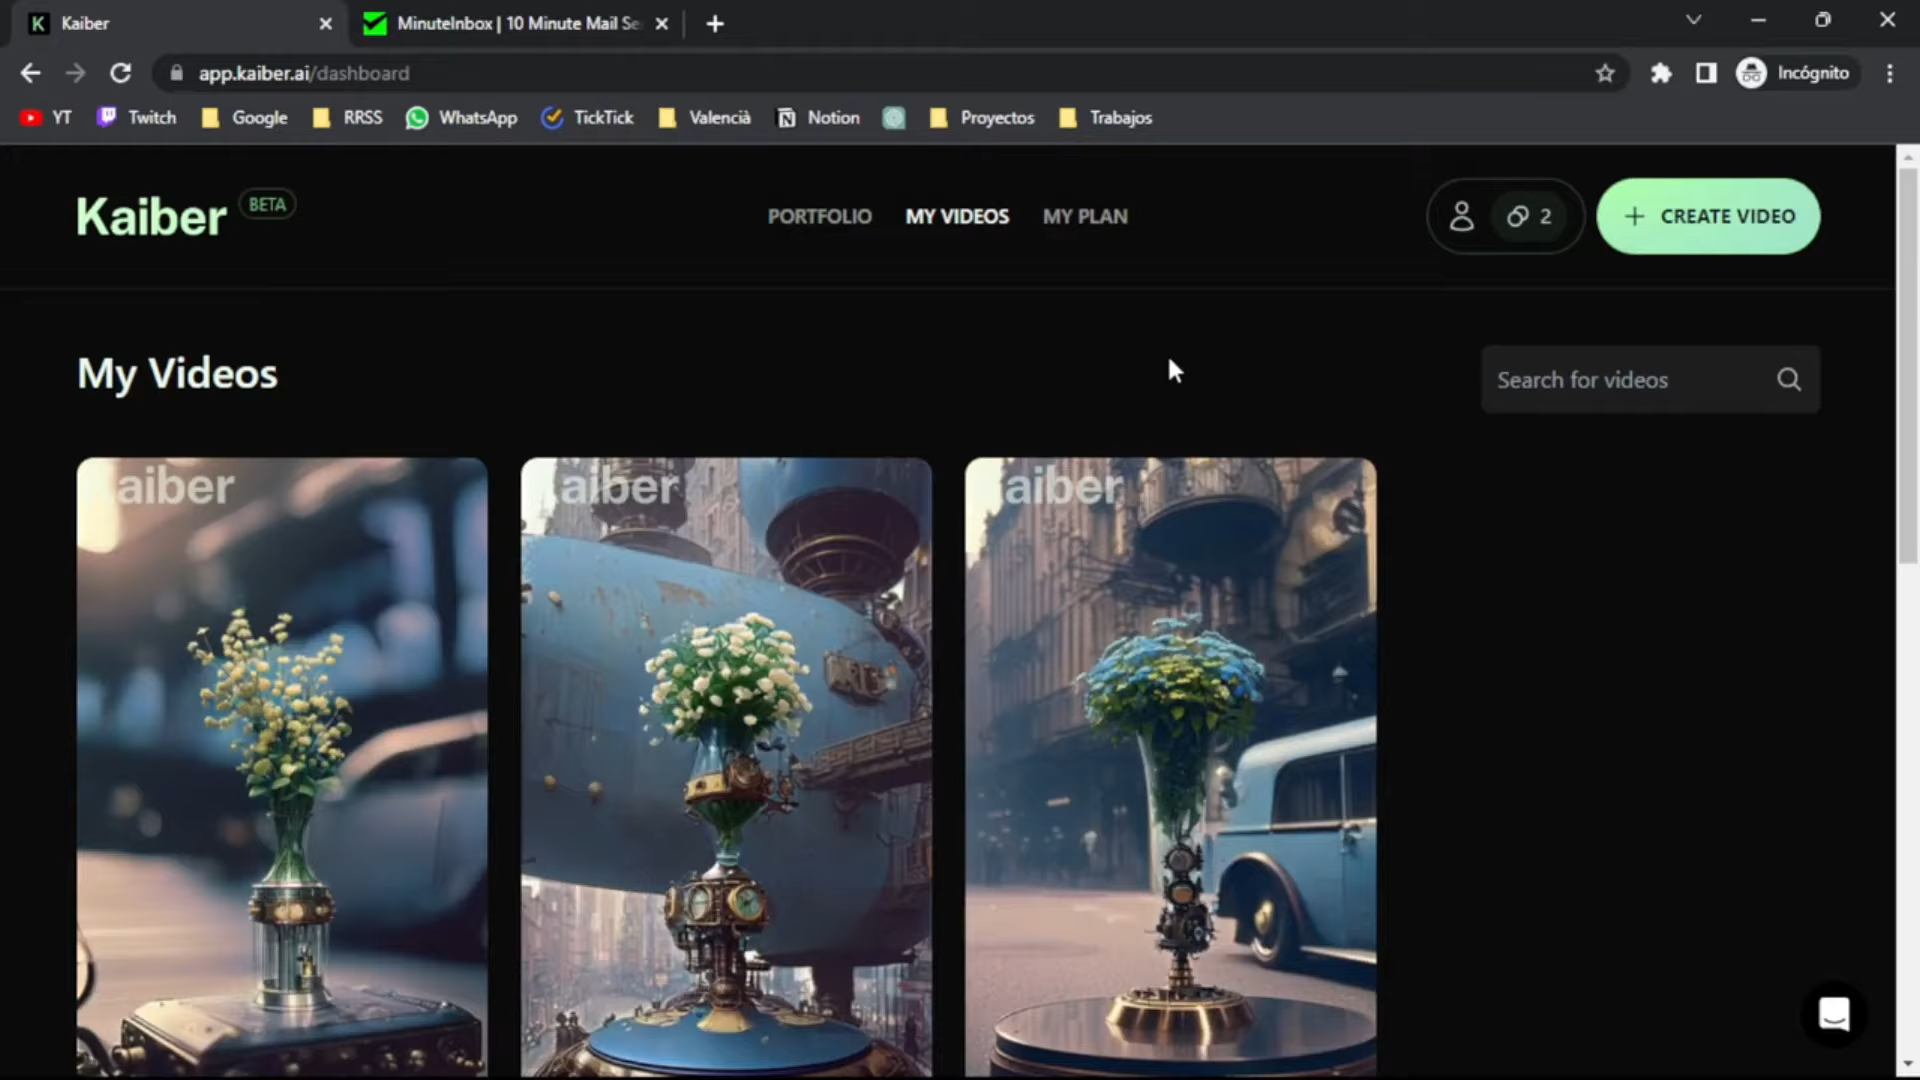 Kaiber
MinuteInbox | 10 Minute Mail Se
app.kaiber.ai/dashboard
Incógnito
YT
Twitch
Google
RRSS
WhatsApp
TickTick
Valencià
Notion
Proyectos
Trabajos
Kaiber BETA
PORTFOLIO
MY VIDEOS
MY PLAN
2
+ CREATE VIDEO
My Videos
Search for videos
aiber
aiber
aiber